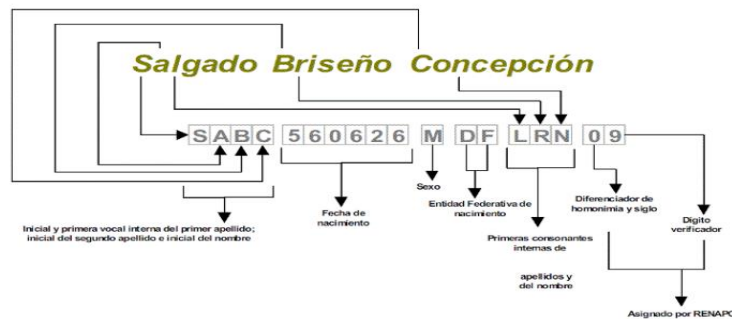 Salgado Briseño Concepción
SABC 560626 M DF LRN 09
Sexo
Inicial y primera vocal interna del primer apellido;
inicial del segundo apellido e inicial del nombre
Fecha de
nacimiento
Entidad Federativa de
nacimiento
Primeras consonantes
internas de
apellidos y
del nombre
Diferenciador de
homonimia y siglo
Dígito
verificador
Asignado por RENAPO